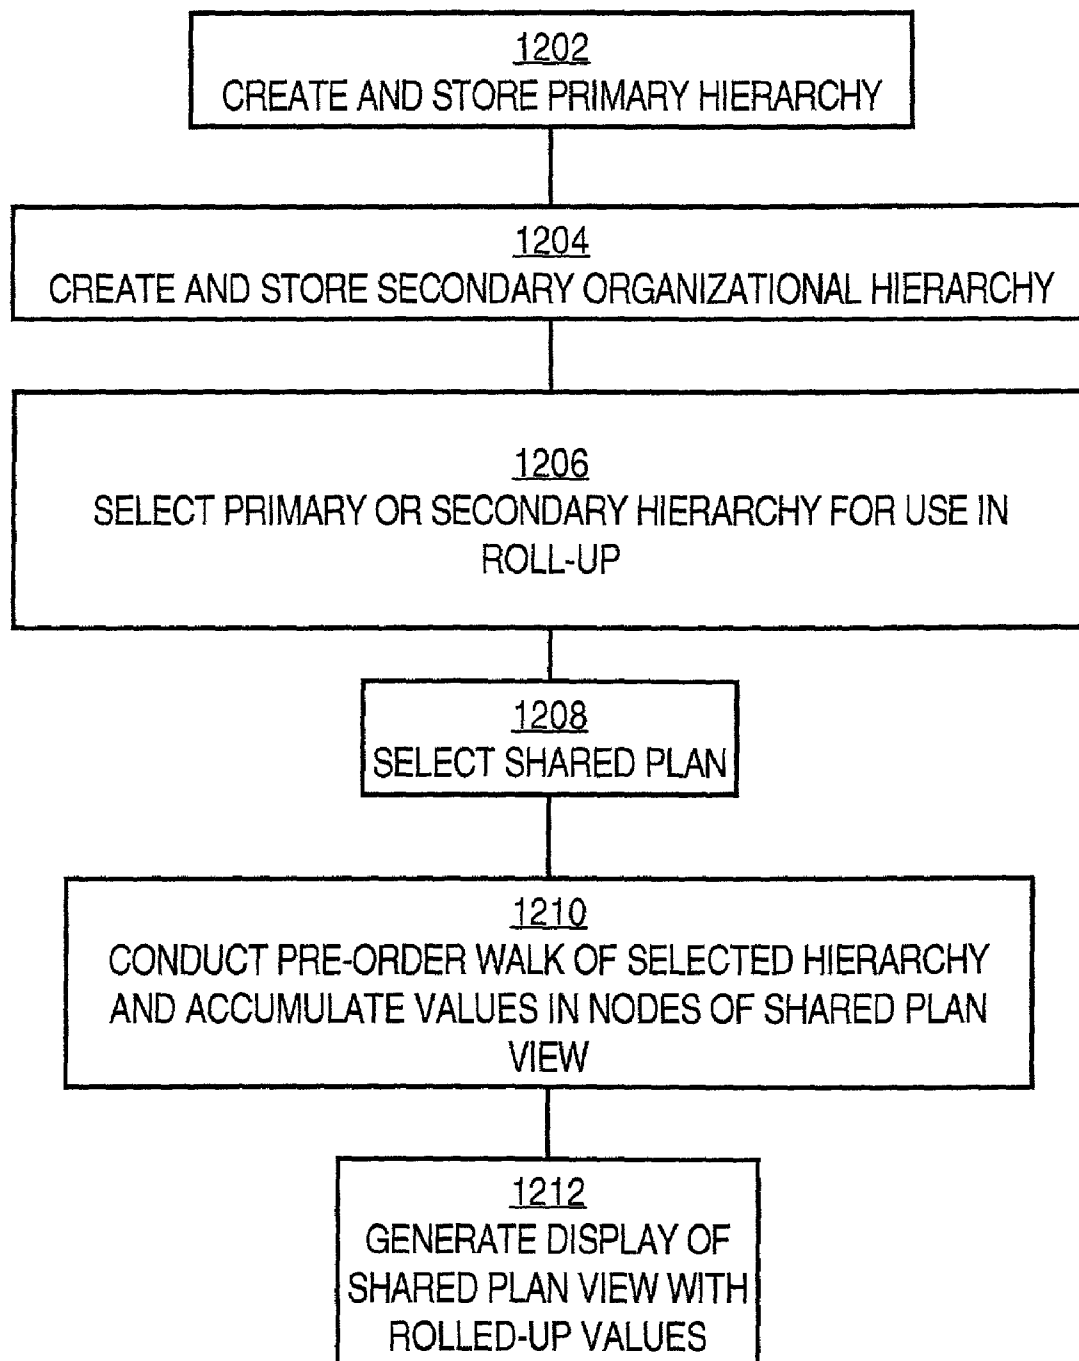 1202
CREATE AND STORE PRIMARY HIERARCHY
1204
CREATE AND STORE SECONDARY ORGANIZATIONAL HIERARCHY
1206
SELECT PRIMARY OR SECONDARY HIERARCHY FOR USE IN
ROLL-UP
1208
SELECT SHARED PLAN
1210
CONDUCT PRE-ORDER WALK OF SELECTED HIERARCHY
AND ACCUMULATE VALUES IN NODES OF SHARED PLAN
VIEW
1212
GENERATE DISPLAY OF
SHARED PLAN VIEW WITH
ROLLED-UP VALUES